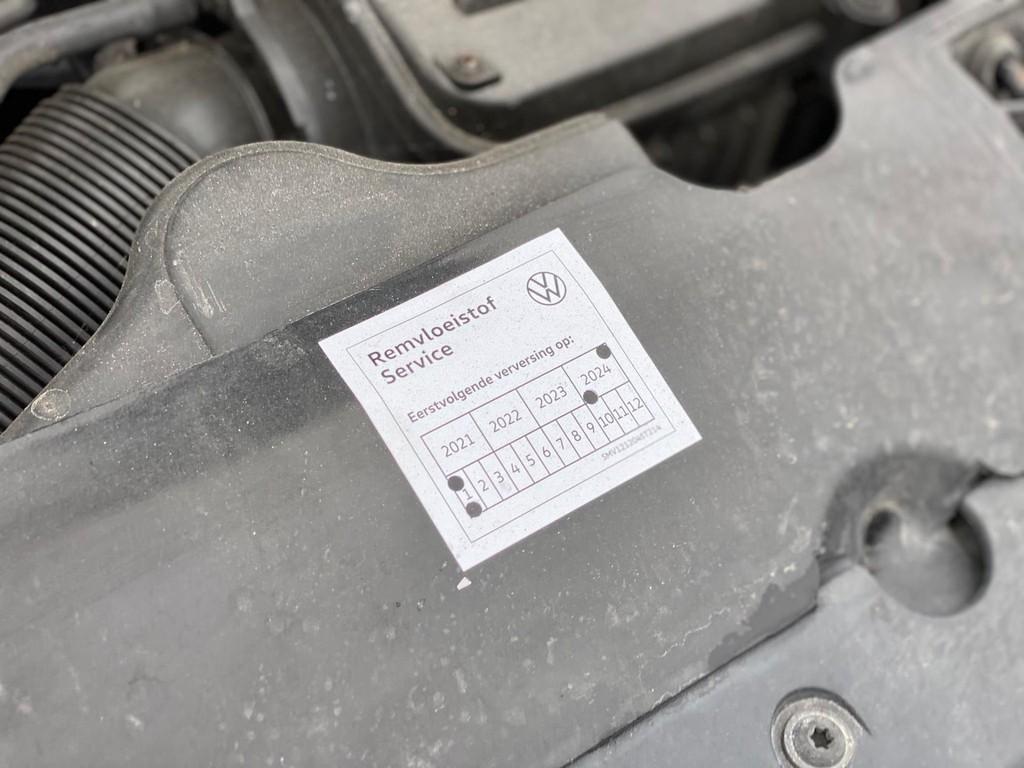 Remvloeistof
Service
Eerstvolgende verversing op:
2021 2022 2023 2024
1 2 3 4 5 6 7 8 9 10 11 12